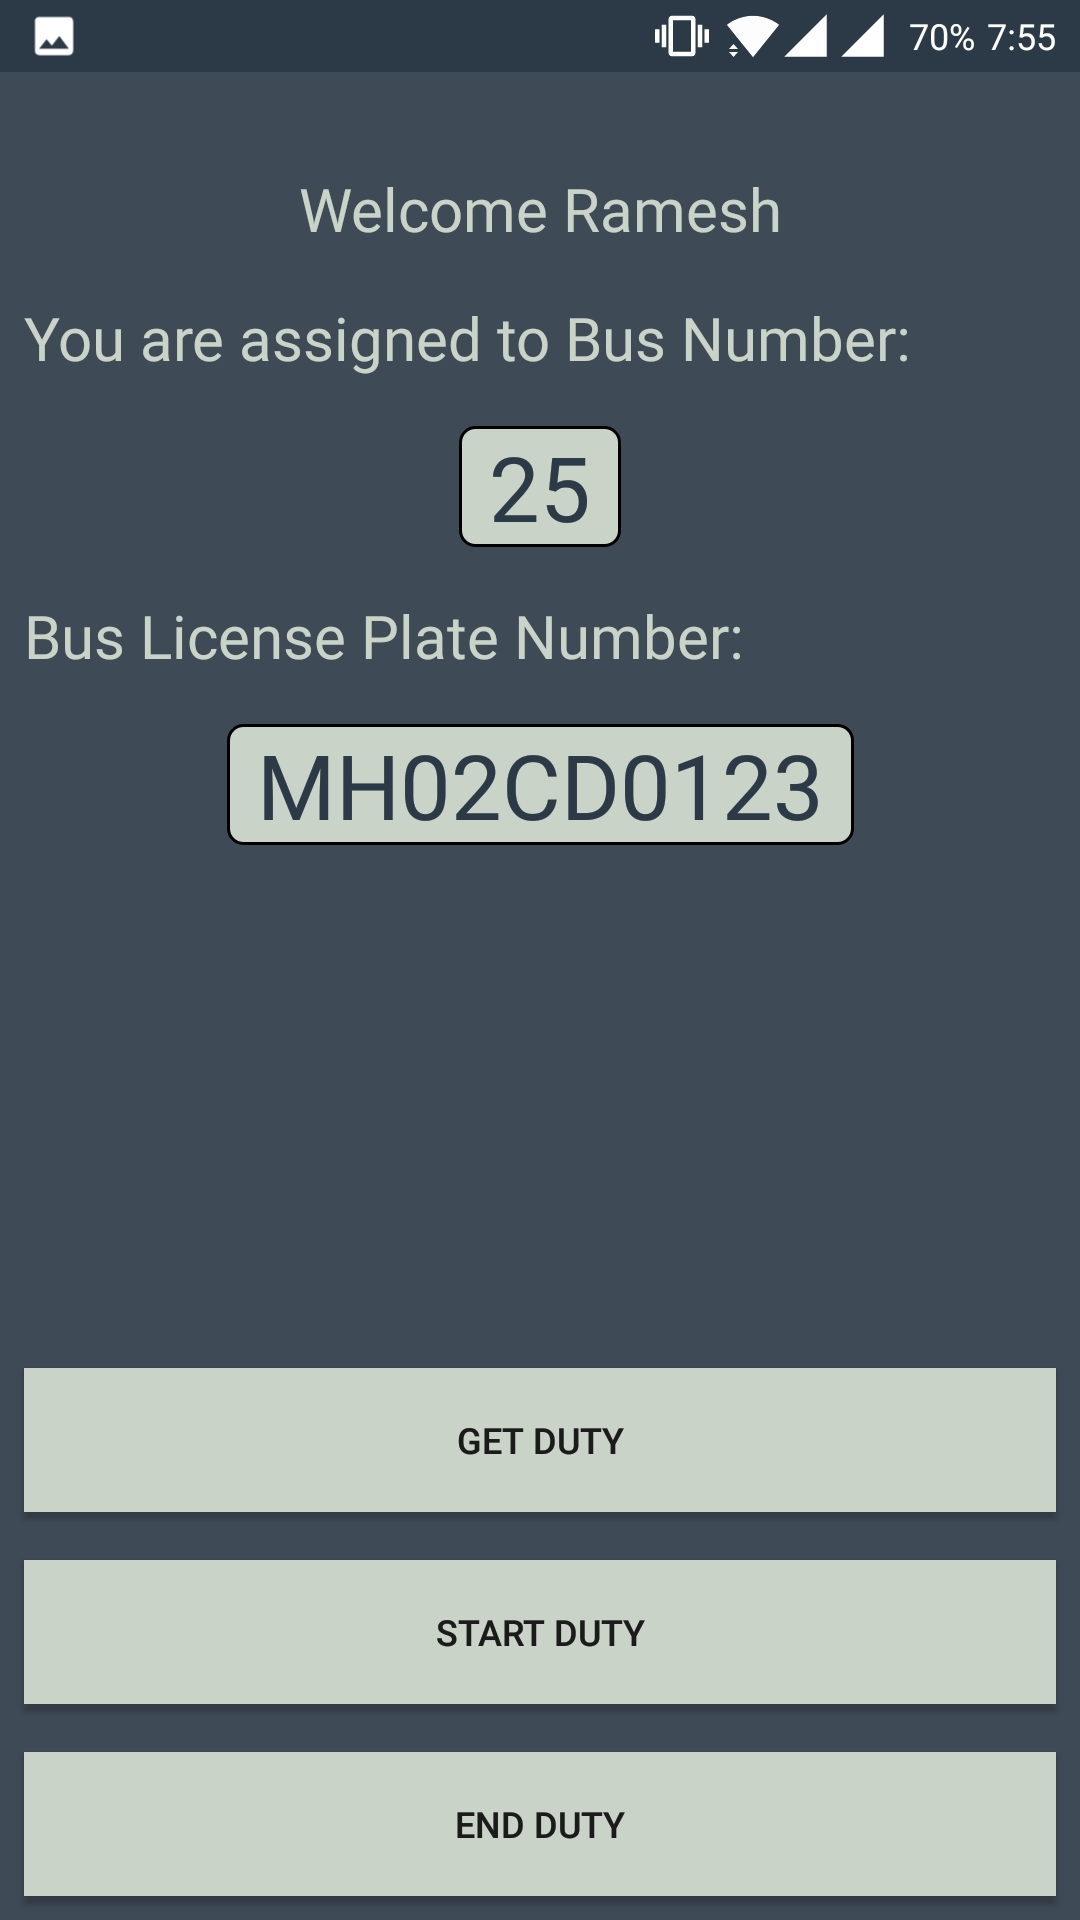 70% 7:55
Welcome Ramesh
You are assigned to Bus Number:
25
Bus License Plate Number:
MH02CD0123
GET DUTY
START DUTY
END DUTY